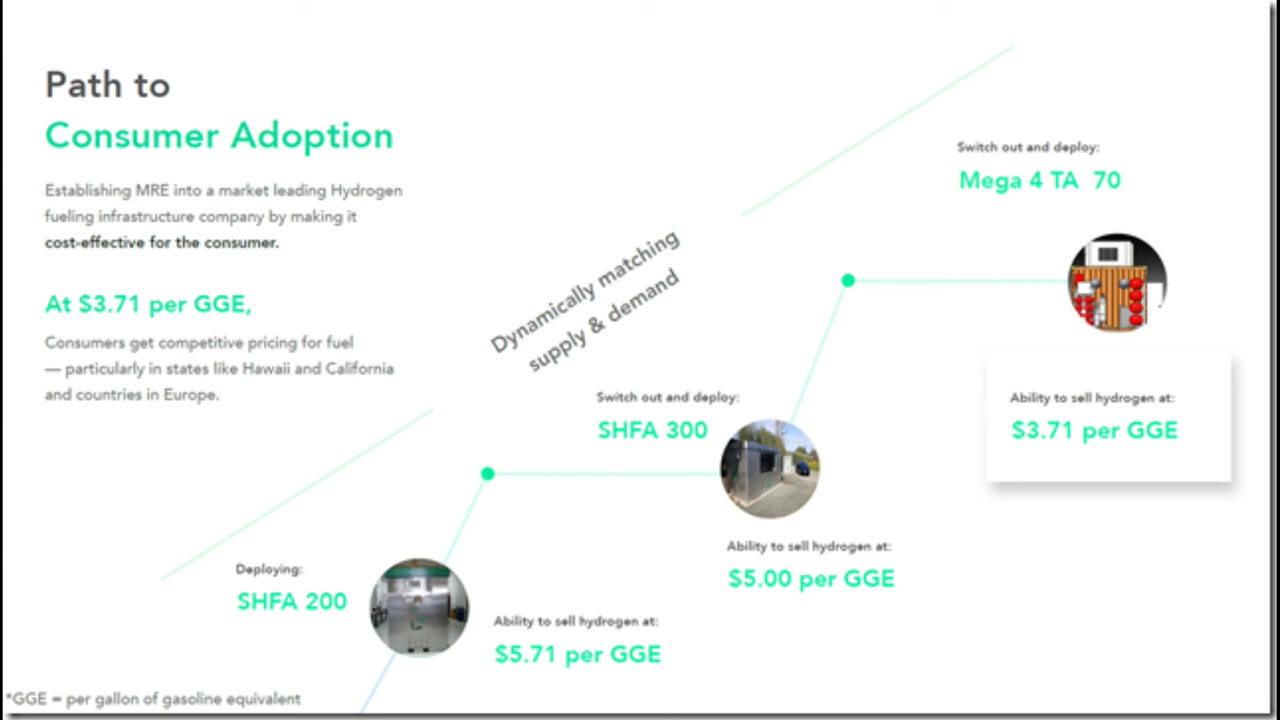 Path to
Consumer Adoption
Establishing MRE into a market leading Hydrogen
fueling infrastructure company by making it
cost-effective for the consumer.
At $3.71 per GGE,
Consumers get competitive pricing for fuel
— particularly in states like Hawaii and California
and countries in Europe.
Dynamically matching
supply & demand
Switch out and deploy:
Mega 4 TA 70
Ability to sell hydrogen at:
$3.71 per GGE
Switch out and deploy:
SHFA 300
Ability to sell hydrogen at:
$5.00 per GGE
Deploying:
SHFA 200
Ability to sell hydrogen at:
$5.71 per GGE
*GGE = per gallon of gasoline equivalent